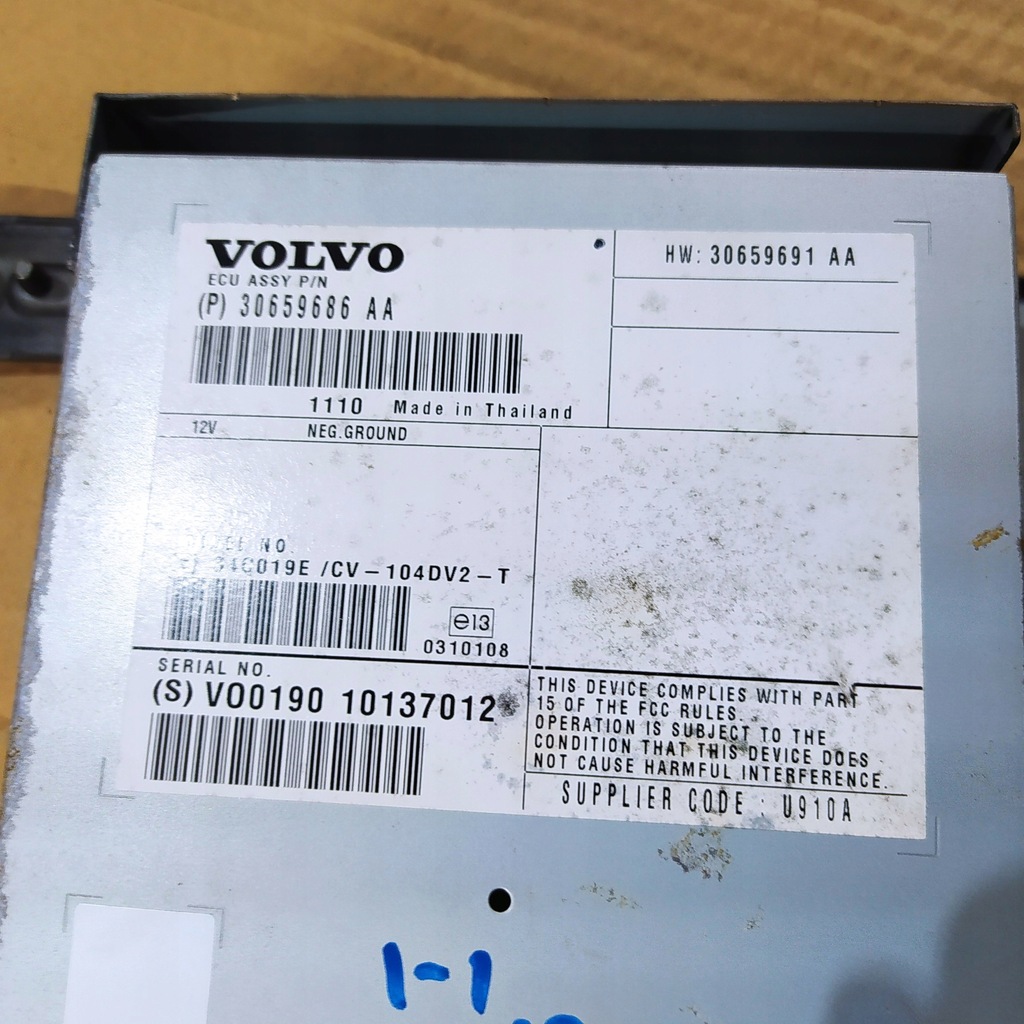 VOLVO
ECU ASSY P/N
(P) 30659686 AA
HW: 30659691 AA
1110 Made in Thailand
12V NEG.GROUND
NO
/CV-104DV2-T
e13
0310108
SERIAL NO.
(S) VO0190 10137012
THIS DEVICE COMPLIES WITH PART
15 OF THE FCC RULES.
OPERATION IS SUBJECT TO THE
CONDITION THAT THIS DEVICE DOES
NOT CAUSE HARMFUL INTERFERENCE.
SUPPLIER CODE : U910A
1-1